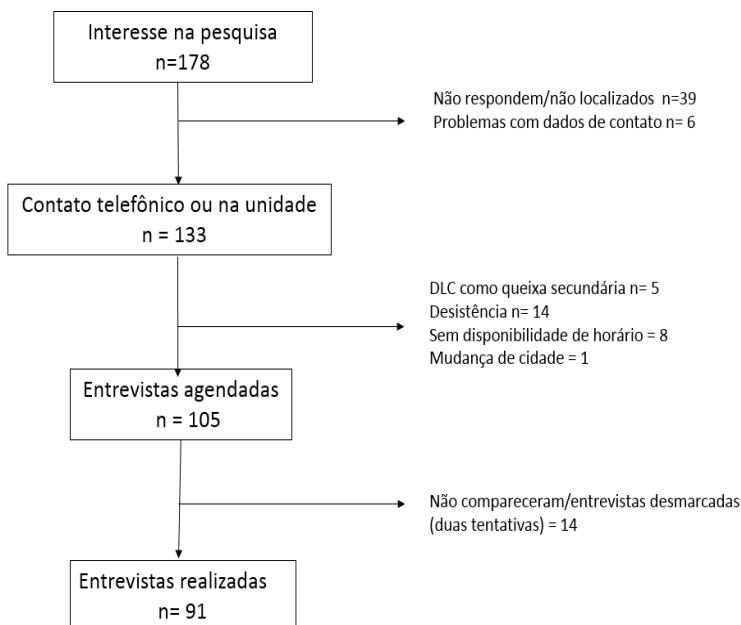 Interesse na pesquisa
n=178
Não respondem/não localizados n=39
Problemas com dados de contato n= 6
Contato telefônico ou na unidade
n = 133
DLC como queixa secundária n= 5
Desistência n= 14
Sem disponibilidade de horário = 8
Mudança de cidade = 1
Entrevistas agendadas
n = 105
Não compareceram/entrevistas desmarcadas
(duas tentativas) = 14
Entrevistas realizadas
n= 91